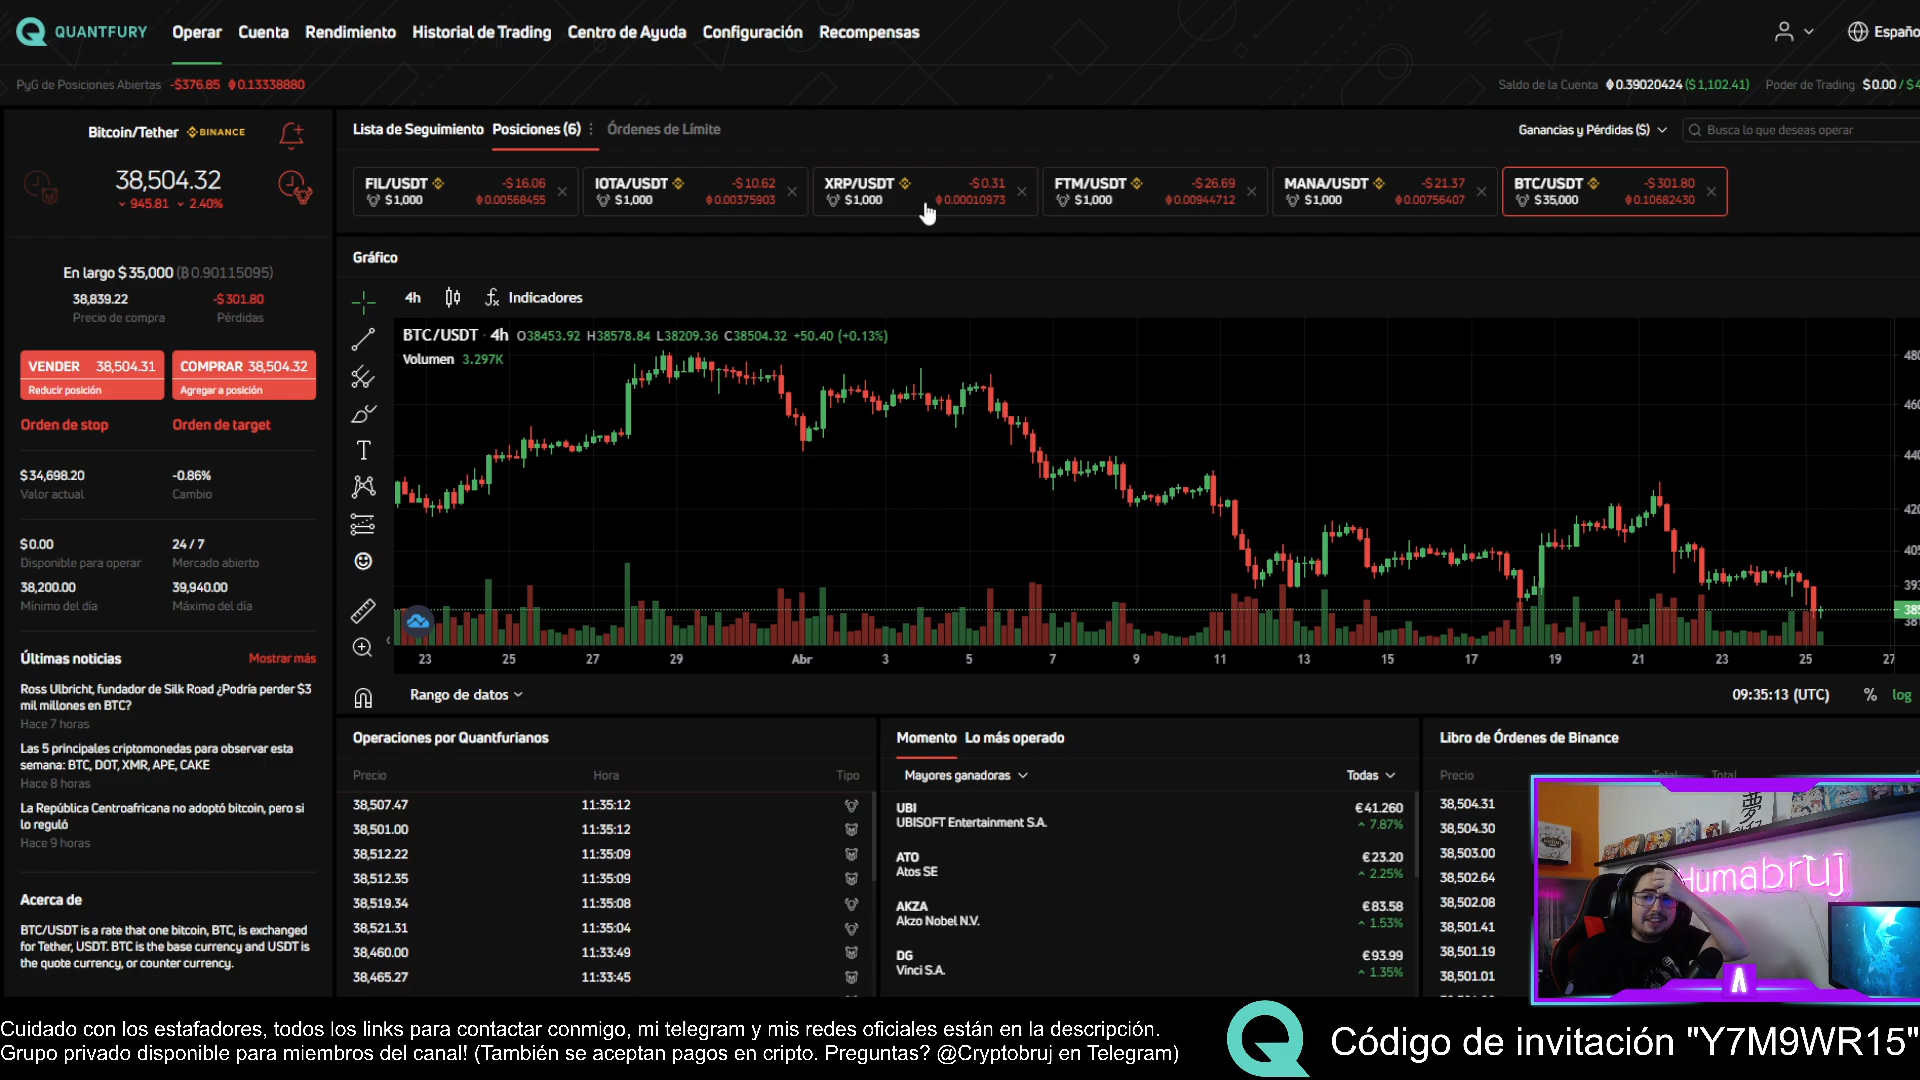 QUANTFURY
Operar Cuenta Rendimiento Historial de Trading Centro de Ayuda Configuración Recompensas
Españo
PyG de Posiciones Abiertas -$376.85 0.13338880
Saldo de la Cuenta 0.39020424 ($1,102.41) Poder de Trading $0.00 / $4
Bitcoin/Tether BINANCE
38,504.32
945.81 2.40%
Lista de Seguimiento Posiciones (6) Órdenes de Límite
Ganancias y Pérdidas ($) Busca lo que deseas operar
FIL/USDT -$16.06
$1,000 0.00568455
IOTA/USDT -$10.62
$1,000 0.00375903
XRP/USDT -$0.31
$1,000 0.00010973
FTM/USDT -$26.69
$1,000 0.00944712
MANA/USDT -$21.37
$1,000 0.00756407
BTC/USDT -$301.80
$35,000 0.10682430
En largo $35,000 (₿0.90115095)
38,839.22 -$301.80
Precio de compra Pérdidas
VENDER 38,504.31
Reducir posición
COMPRAR 38,504.32
Agregar a posición
Orden de stop Orden de target
$34,698.20 -0.86%
Valor actual Cambio
$0.00 24 / 7
Disponible para operar Mercado abierto
38,200.00 39,940.00
Mínimo del día Máximo del día
Últimas noticias Mostrar más
Ross Ulbricht, fundador de Silk Road ¿Podría perder $3
mil millones en BTC?
Hace 7 horas
Las 5 principales criptomonedas para observar esta
semana: BTC, DOT, XMR, APE, CAKE
Hace 8 horas
La República Centroafricana no adoptó bitcoin, pero sí
lo reguló
Hace 9 horas
Acerca de
BTC/USDT is a rate that one bitcoin, BTC, is exchanged
for Tether, USDT. BTC is the base currency and USDT is
the quote currency, or counter currency.
Gráfico
4h Indicadores
BTC/USDT · 4h O38453.92 H38578.84 L38209.36 C38504.32 +50.40 (+0.13%)
Volumen 3.297K
480
460
440
420
405
393
385
381
23 25 27 29 Abr 3 5 7 9 11 13 15 17 19 21 23 25 27
Rango de datos
09:35:13 (UTC) % log
Operaciones por Quantfurianos
Precio Hora Tipo
38,507.47 11:35:12
38,501.00 11:35:12
38,512.22 11:35:09
38,512.35 11:35:09
38,519.34 11:35:08
38,521.31 11:35:04
38,460.00 11:33:49
38,465.27 11:33:45
Momento Lo más operado
Mayores ganadoras Todas
UBI €41.260
UBISOFT Entertainment S.A. 7.87%
ATO €23.20
Atos SE 2.25%
AKZA €83.58
Akzo Nobel N.V. 1.53%
DG €93.99
Vinci S.A. 1.35%
Libro de Órdenes de Binance
Precio Total Total
38,504.31
38,504.30
38,503.00
38,502.64
38,502.08
38,501.41
38,501.19
38,501.01
Humabruj
Cuidado con los estafadores, todos los links para contactar conmigo, mi telegram y mis redes oficiales están en la descripción.
Grupo privado disponible para miembros del canal! (También se aceptan pagos en cripto. Preguntas? @Cryptobruj en Telegram)
Código de invitación "Y7M9WR15"